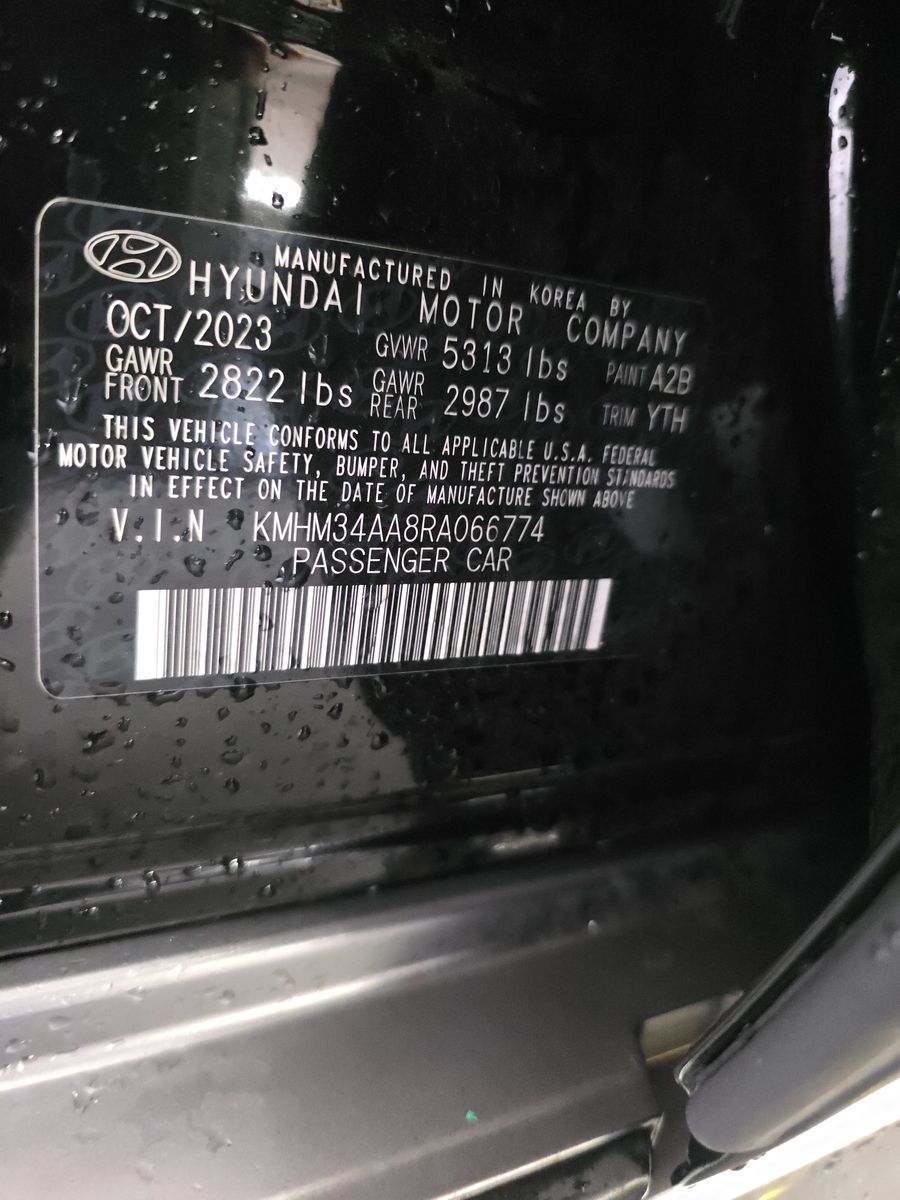 MANUFACTURED IN KOREA BY
HYUNDAI MOTOR COMPANY
OCT/2023 GVWR 5313 lbs PAINT A2B
GAWR FRONT 2822 lbs GAWR REAR 2987 lbs TRIM YTH
THIS VEHICLE CONFORMS TO ALL APPLICABLE U.S.A. FEDERAL
MOTOR VEHICLE SAFETY, BUMPER, AND THEFT PREVENTION STANDARDS
IN EFFECT ON THE DATE OF MANUFACTURE SHOWN ABOVE
V.I.N KMHM34AA8RA066774
PASSENGER CAR